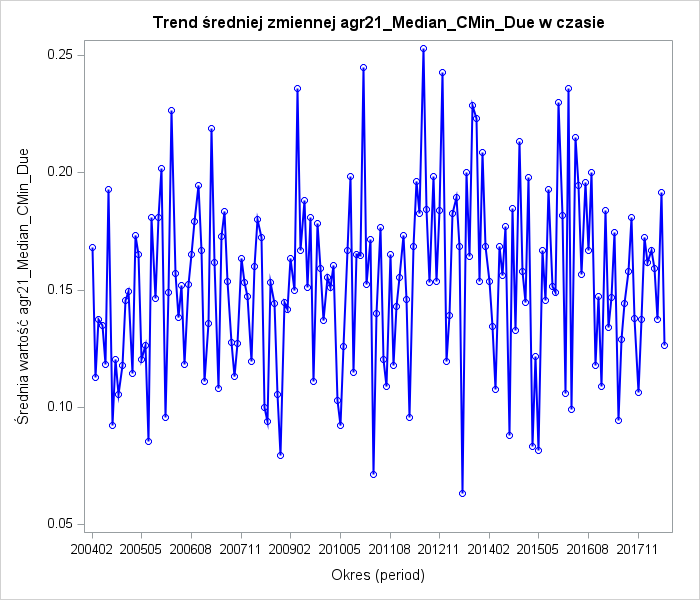 Trend średniej zmiennej agr21_Median_CMin_Due w czasie
Średnia wartość agr21_Median_CMin_Due
0.25
0.20
0.15
0.10
0.05
200402 200505 200608 200711 200902 201005 201108 201211 201402 201505 201608 201711
Okres (period)